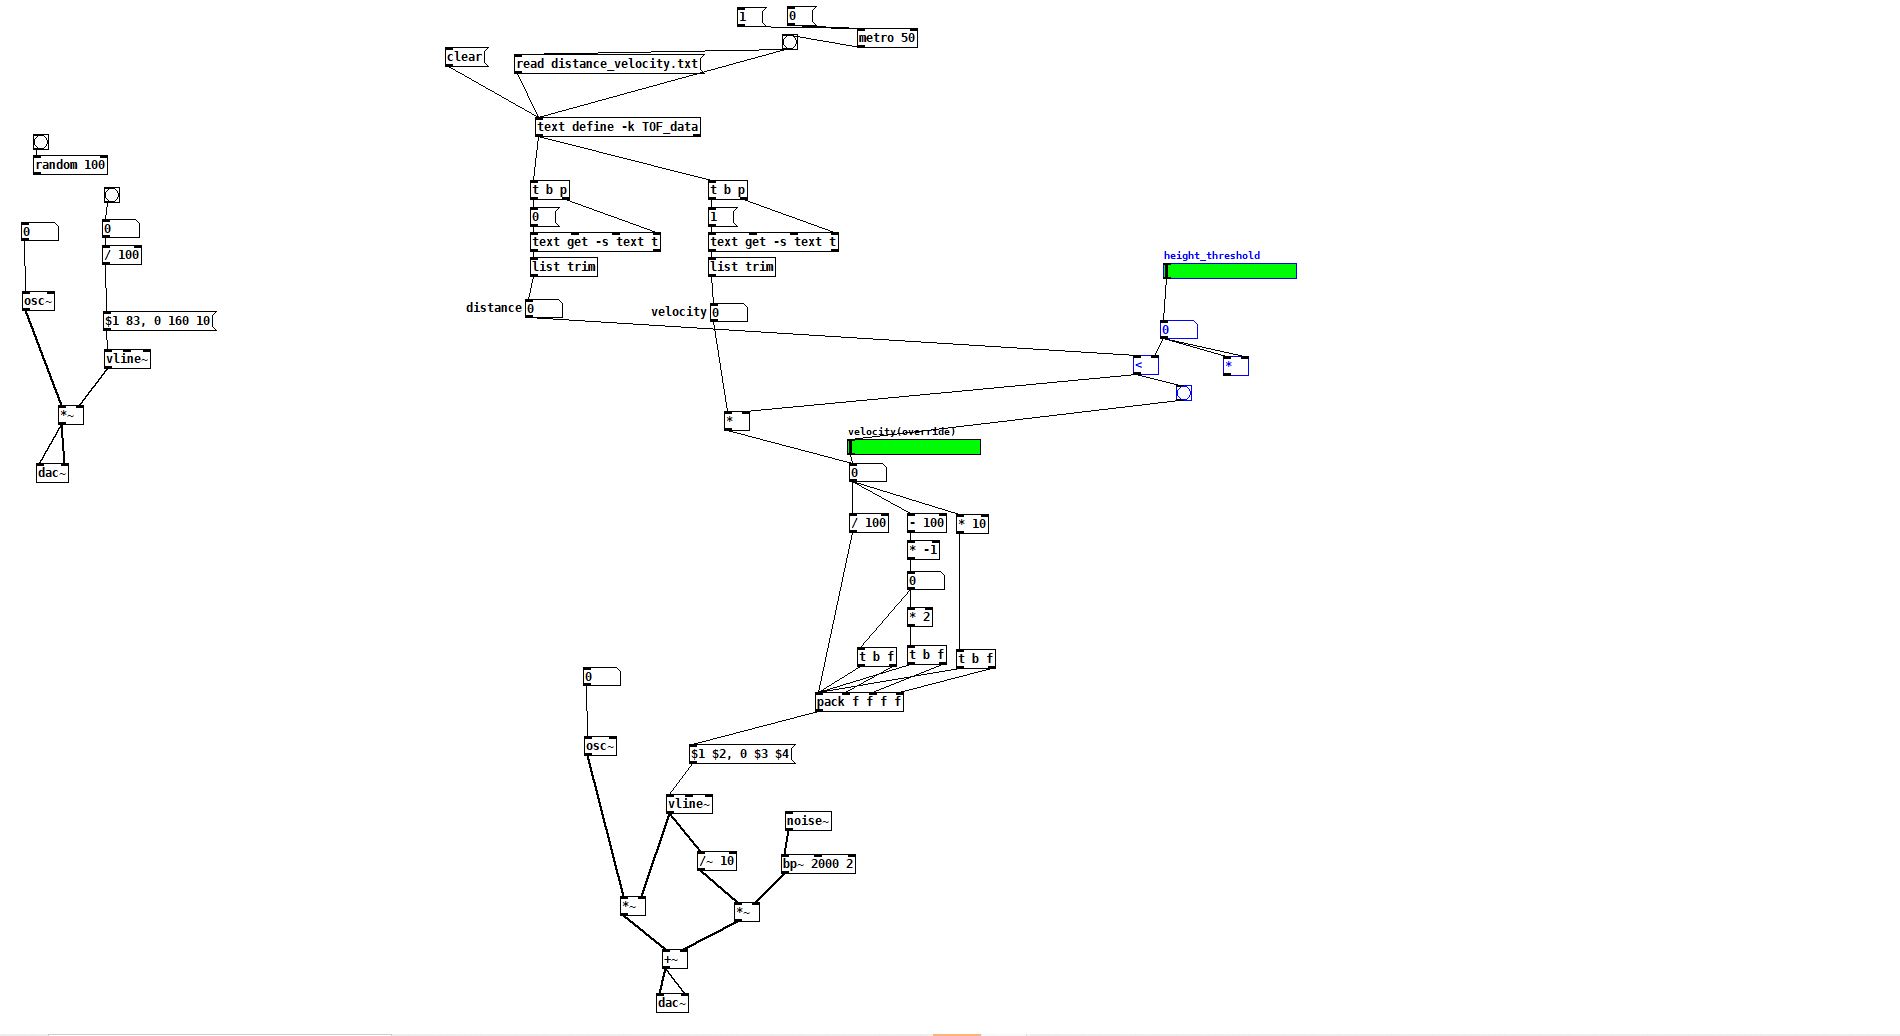 1
0
metro 50
clear
read distance_velocity.txt
text define -k TOF_data
random 100
t b p
t b p
0
1
0
0
text get -s text t
text get -s text t
/ 100
list trim
list trim
height_threshold
osc~
distance
0
velocity
0
$1 83, 0 160 10
0
vline~
<
*
*~
*
velocity(override)
dac~
0
/ 100
- 100
* 10
* -1
0
* 2
t b f
t b f
t b f
0
pack f f f f
osc~
$1 $2, 0 $3 $4
vline~
noise~
/~ 10
bp~ 2000 2
*~
*~
+~
dac~